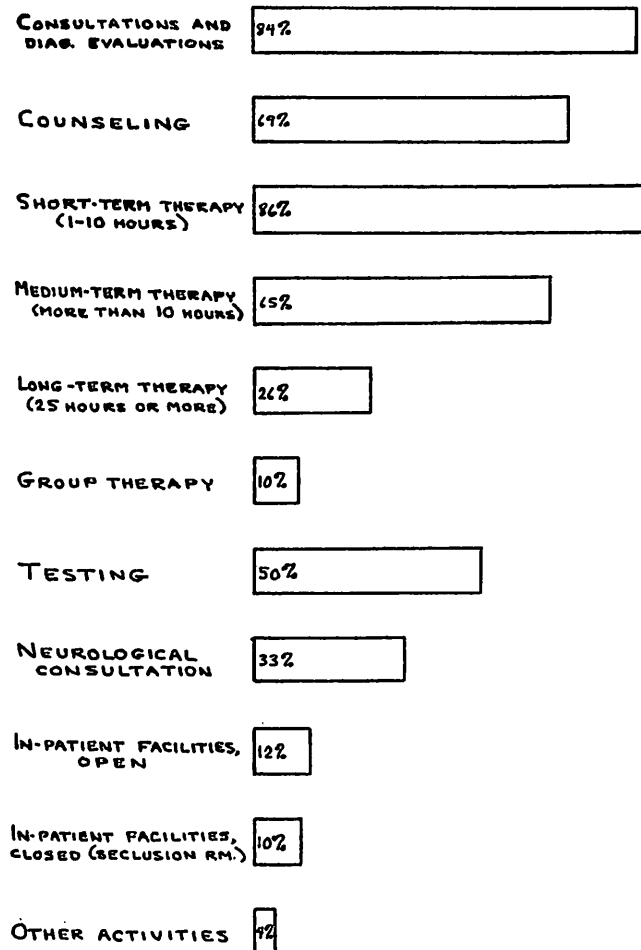 CONSULTATIONS AND
DIAG. EVALUATIONS
84%
COUNSELING
69%
SHORT-TERM THERAPY
(1-10 HOURS)
86%
MEDIUM-TERM THERAPY
(MORE THAN 10 HOURS)
65%
LONG-TERM THERAPY
(25 HOURS OR MORE)
26%
GROUP THERAPY
10%
TESTING
50%
NEUROLOGICAL
CONSULTATION
33%
IN-PATIENT FACILITIES,
OPEN
12%
IN-PATIENT FACILITIES,
CLOSED (SECLUSION RM.)
10%
OTHER ACTIVITIES